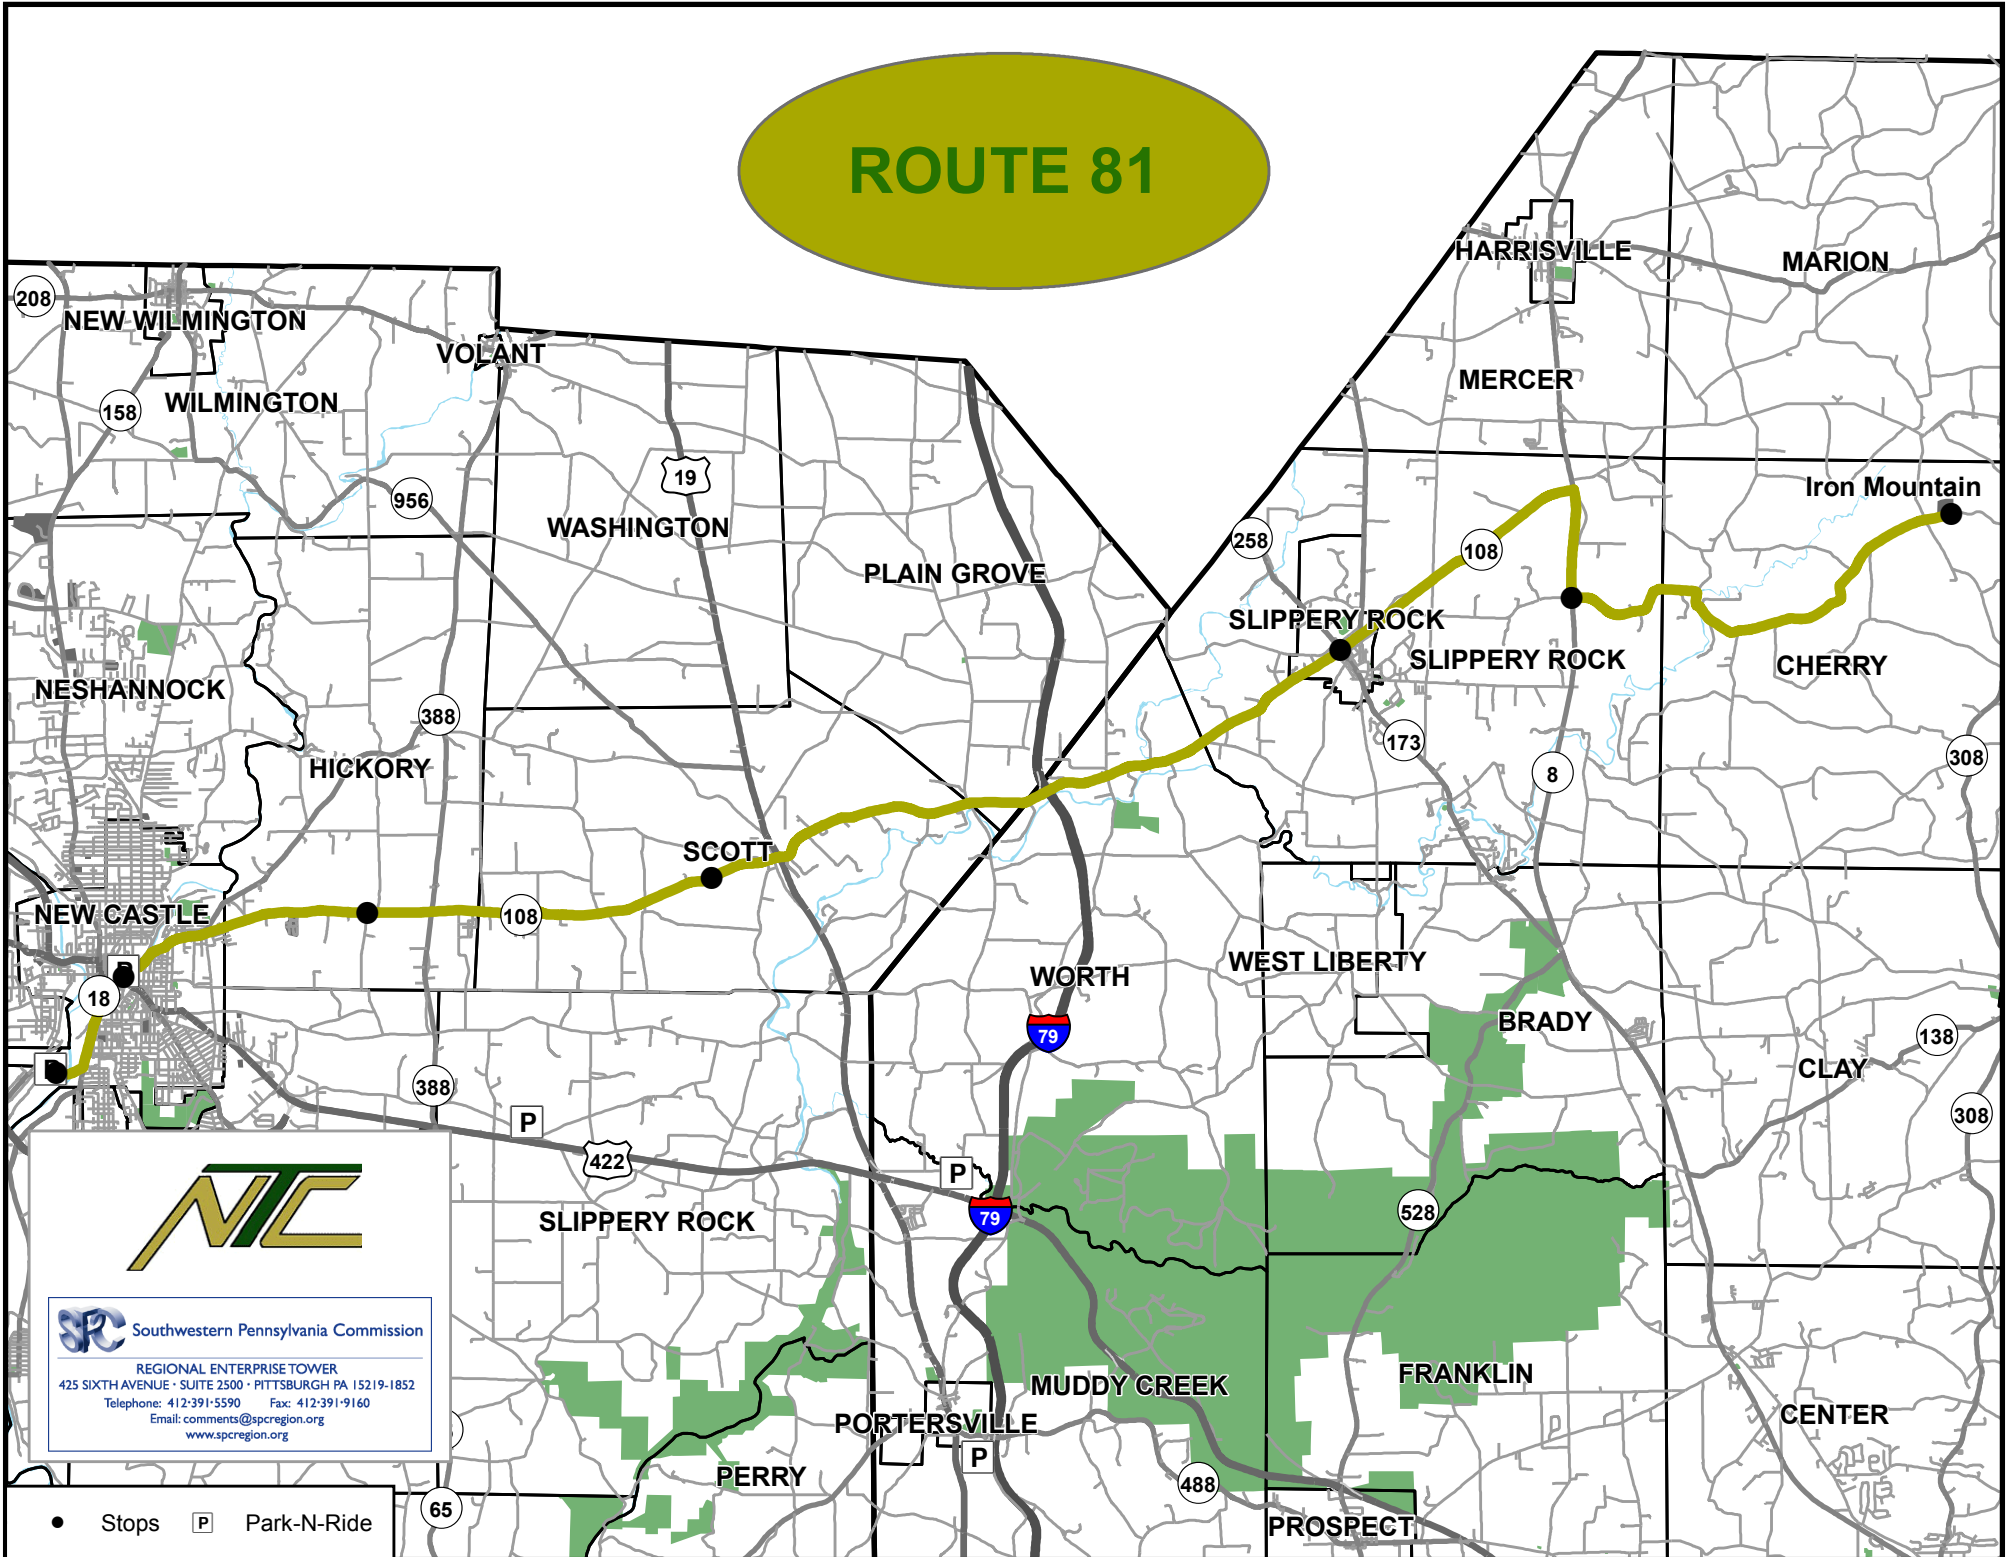 ROUTE 81
HARRISVILLE
MARION
208
NEW WILMINGTON
VOLANT
MERCER
158
WILMINGTON
19
Iron Mountain
956
WASHINGTON
258
108
PLAIN GROVE
SLIPPERY ROCK
SLIPPERY ROCK
CHERRY
NESHANNOCK
388
173
308
HICKORY
8
SCOTT
NEW CASTLE
108
WEST LIBERTY
WORTH
18
79
BRADY
138
CLAY
388
P
308
422
P
79
528
SLIPPERY ROCK
NTC
SPC Southwestern Pennsylvania Commission
REGIONAL ENTERPRISE TOWER
425 SIXTH AVENUE • SUITE 2500 • PITTSBURGH PA 15219-1852
Telephone: 412•391•5590 Fax: 412•391•9160
Email: comments@spcregion.org
www.spcregion.org
MUDDY CREEK
FRANKLIN
PORTERSVILLE
CENTER
P
PERRY
488
65
PROSPECT
Stops P Park-N-Ride